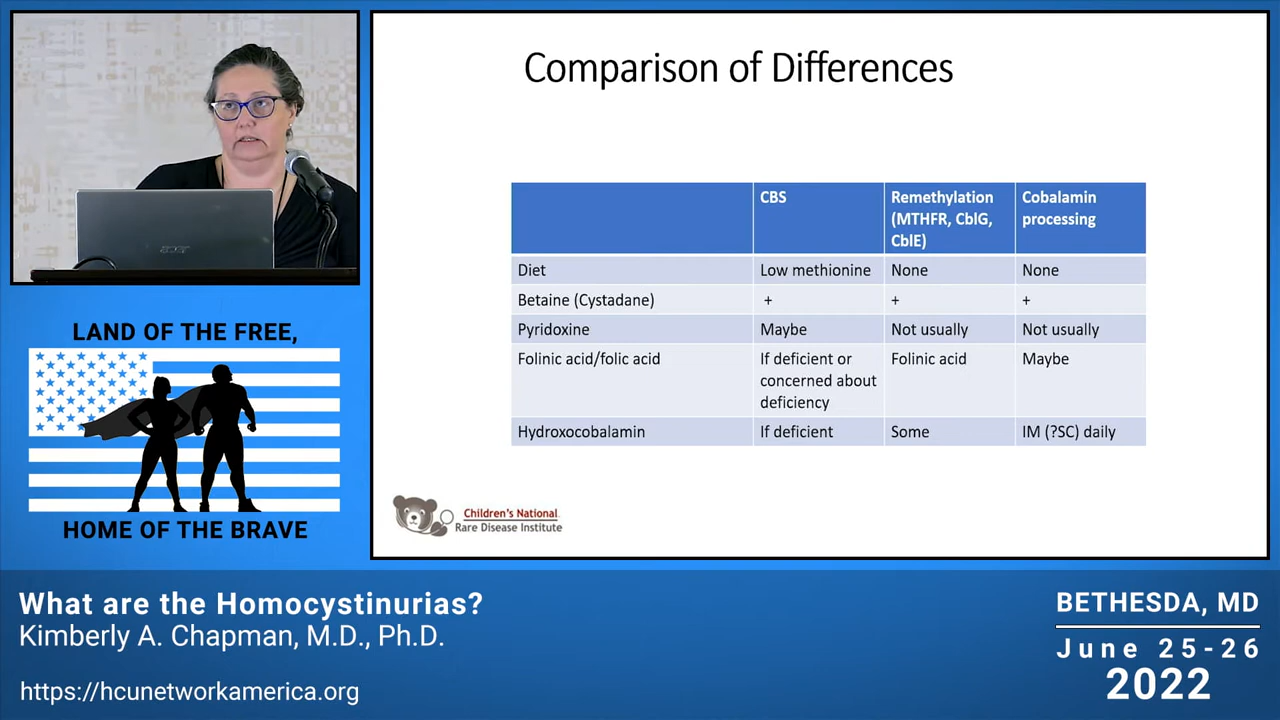 Comparison of Differences
CBS
Remethylation
(MTHFR, CblG,
CblE)
Cobalamin
processing
Diet
Low methionine
None
None
Betaine (Cystadane)
+
+
+
Pyridoxine
Maybe
Not usually
Not usually
Folinic acid/folic acid
If deficient or
concerned about
deficiency
Folinic acid
Maybe
Hydroxocobalamin
If deficient
Some
IM (?SC) daily
Children's National
Rare Disease Institute
acer
LAND OF THE FREE,
HOME OF THE BRAVE
What are the Homocystinurias?
Kimberly A. Chapman, M.D., Ph.D.
https://hcunetworkamerica.org
BETHESDA, MD
June 25-26
2022